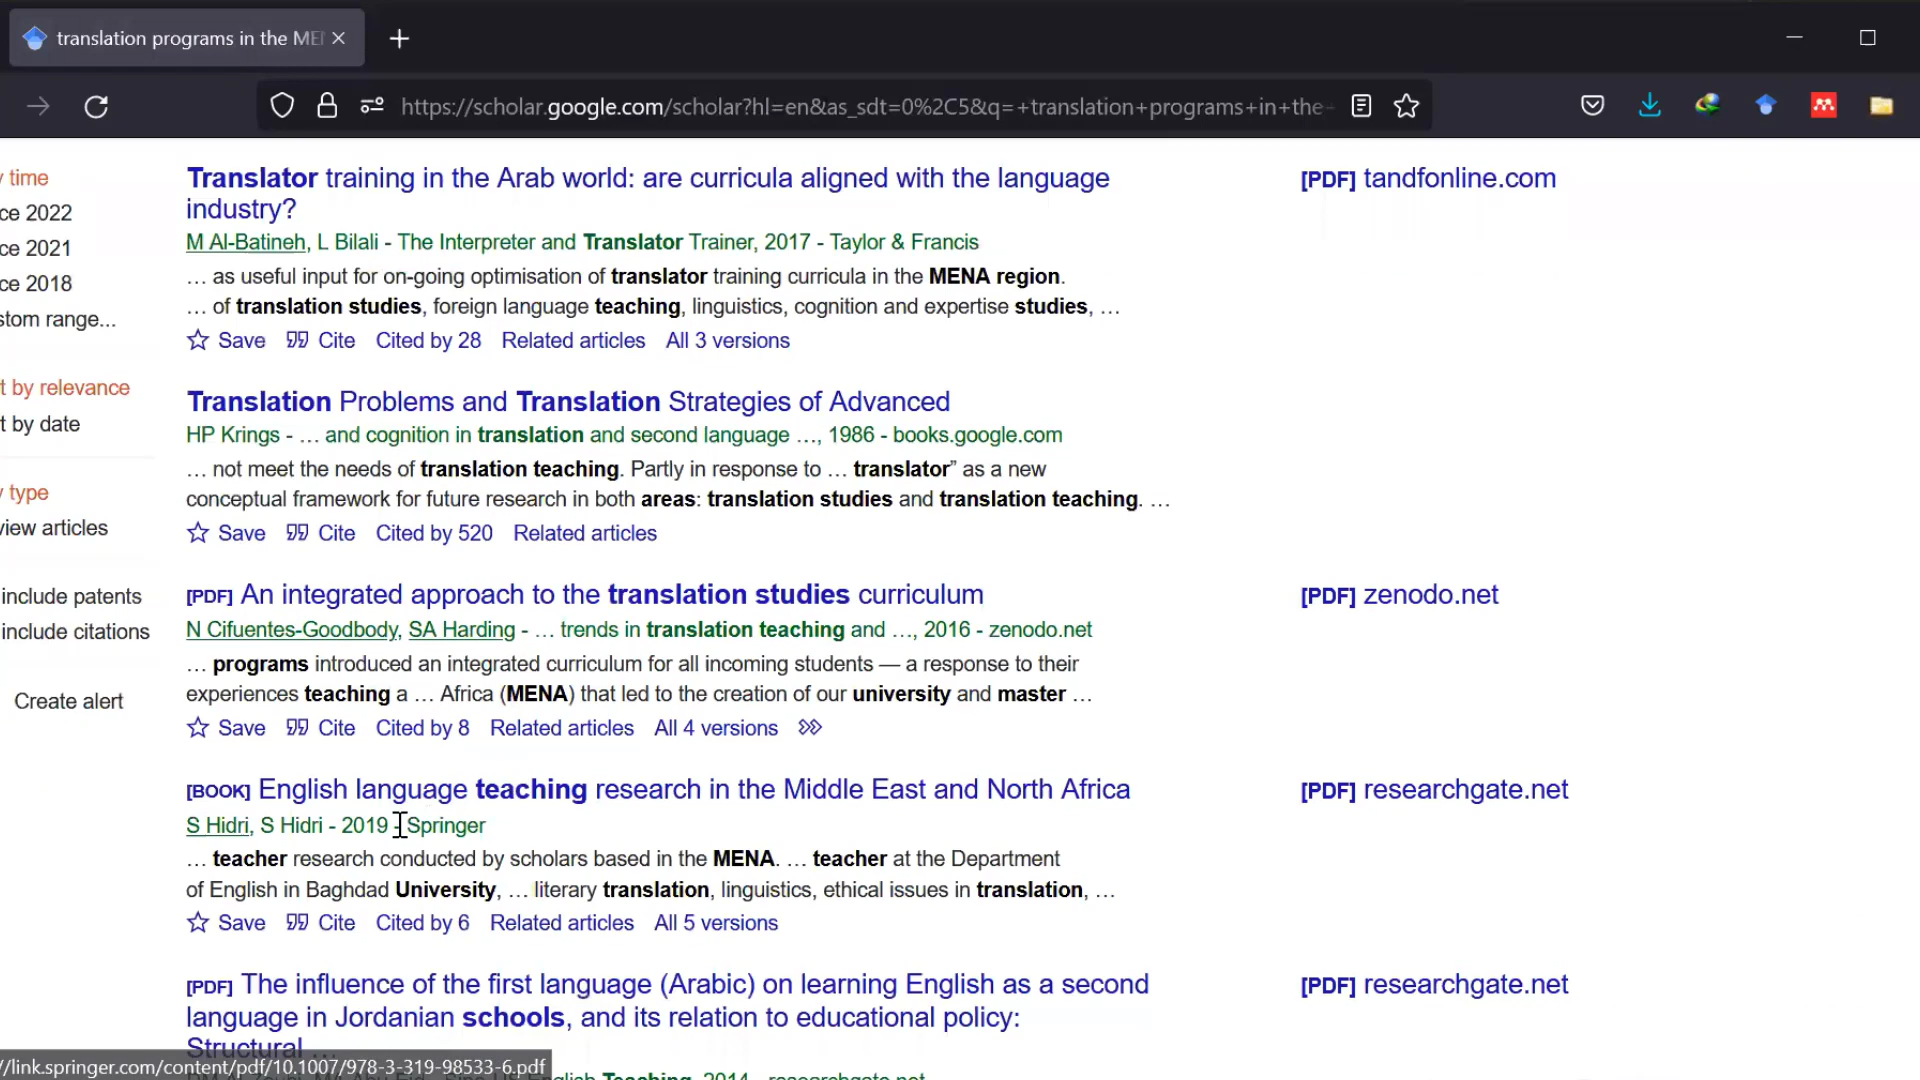 translation programs in the ME
https://scholar.google.com/scholar?hl=en&as_sdt=0%2C5&q=+translation+programs+in+the
y time
ce 2022
ce 2021
ce 2018
stom range...
t by relevance
t by date
y type
view articles
include patents
include citations
Create alert
Translator training in the Arab world: are curricula aligned with the language
industry?
[PDF] tandfonline.com
M Al-Batineh, L Bilali - The Interpreter and Translator Trainer, 2017 - Taylor & Francis
… as useful input for on-going optimisation of translator training curricula in the MENA region.
… of translation studies, foreign language teaching, linguistics, cognition and expertise studies, …
Save Cite Cited by 28 Related articles All 3 versions
Translation Problems and Translation Strategies of Advanced
HP Krings - … and cognition in translation and second language …, 1986 - books.google.com
… not meet the needs of translation teaching. Partly in response to … translator” as a new
conceptual framework for future research in both areas: translation studies and translation teaching. …
Save Cite Cited by 520 Related articles
[PDF] An integrated approach to the translation studies curriculum
[PDF] zenodo.net
N Cifuentes-Goodbody, SA Harding - … trends in translation teaching and …, 2016 - zenodo.net
… programs introduced an integrated curriculum for all incoming students — a response to their
experiences teaching a … Africa (MENA) that led to the creation of our university and master …
Save Cite Cited by 8 Related articles All 4 versions
[BOOK] English language teaching research in the Middle East and North Africa
[PDF] researchgate.net
S Hidri, S Hidri - 2019 - Springer
… teacher research conducted by scholars based in the MENA. … teacher at the Department
of English in Baghdad University, … literary translation, linguistics, ethical issues in translation, …
Save Cite Cited by 6 Related articles All 5 versions
[PDF] The influence of the first language (Arabic) on learning English as a second
language in Jordanian schools, and its relation to educational policy:
Structural …
[PDF] researchgate.net
//link.springer.com/content/pdf/10.1007/978-3-319-98533-6.pdf
English Teaching, 2014 - researchgate.net